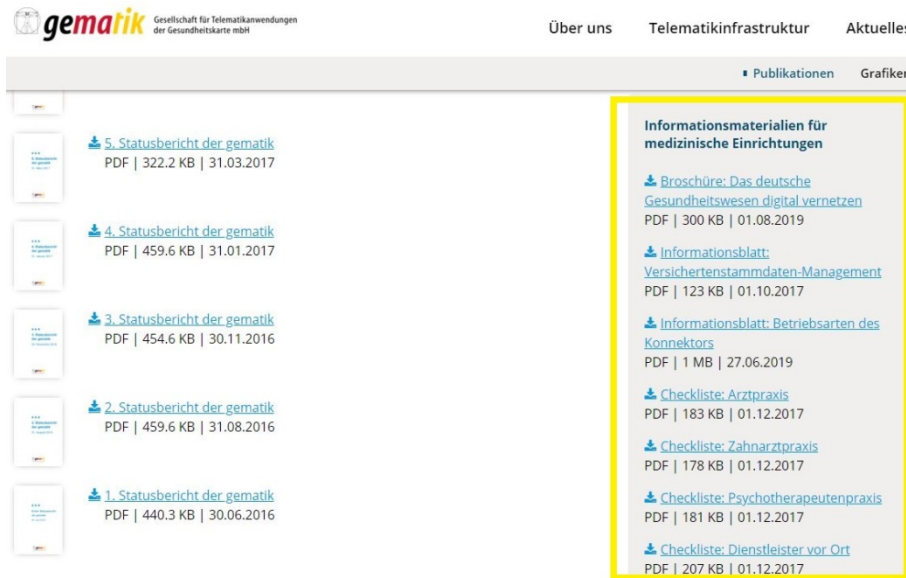 gematik
Gesellschaft für Telematikanwendungen
der Gesundheitskarte mbH
Über uns
Telematikinfrastruktur
Aktuelles
Publikationen
Grafiken
5. Statusbericht der gematik
PDF | 322.2 KB | 31.03.2017
4. Statusbericht der gematik
PDF | 459.6 KB | 31.01.2017
3. Statusbericht der gematik
PDF | 454.6 KB | 30.11.2016
2. Statusbericht der gematik
PDF | 459.6 KB | 31.08.2016
1. Statusbericht der gematik
PDF | 440.3 KB | 30.06.2016
Informationsmaterialien für
medizinische Einrichtungen
Broschüre: Das deutsche
Gesundheitswesen digital vernetzen
PDF | 300 KB | 01.08.2019
Informationsblatt:
Versichertenstammdaten-Management
PDF | 123 KB | 01.10.2017
Informationsblatt: Betriebsarten des
Konnektors
PDF | 1 MB | 27.06.2019
Checkliste: Arztpraxis
PDF | 183 KB | 01.12.2017
Checkliste: Zahnarztpraxis
PDF | 178 KB | 01.12.2017
Checkliste: Psychotherapeutenpraxis
PDF | 181 KB | 01.12.2017
Checkliste: Dienstleister vor Ort
PDF | 207 KB | 01.12.2017